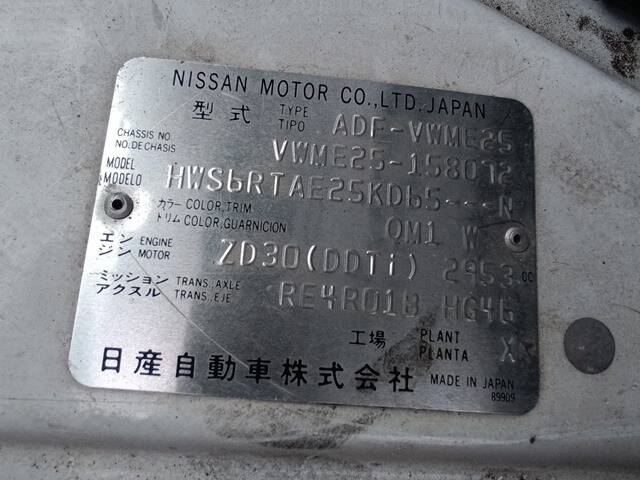 NISSAN MOTOR CO.,LTD. JAPAN
型式 TYPE TIPO ADF-VWME25
CHASSIS NO. NO. DE CHASIS VWME25-158072
MODEL MODELO HWS6RTAE25KD65---N
カラー COLOR, TRIM
トリム COLOR, GUARNICION QM1 W
エンジン ENGINE MOTOR ZD30(DDTi) 2953 CC
ミッション TRANS., AXLE
アクスル TRANS., EJE RE4R01B HG46
工場 PLANT PLANTA X
日産自動車株式会社 MADE IN JAPAN
89909